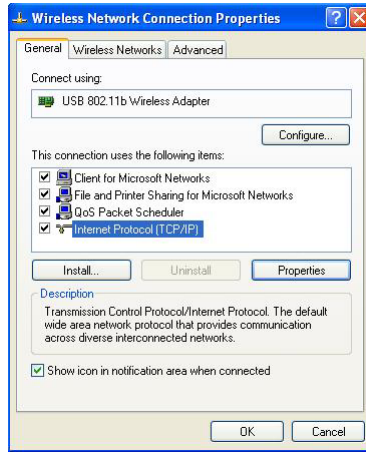 Wireless Network Connection Properties
General Wireless Networks Advanced
Connect using:
USB 802.11b Wireless Adapter
Configure...
This connection uses the following items:
Client for Microsoft Networks
File and Printer Sharing for Microsoft Networks
QoS Packet Scheduler
Internet Protocol (TCP/IP)
Install... Uninstall Properties
Description
Transmission Control Protocol/Internet Protocol. The default
wide area network protocol that provides communication
across diverse interconnected networks.
Show icon in notification area when connected
OK Cancel